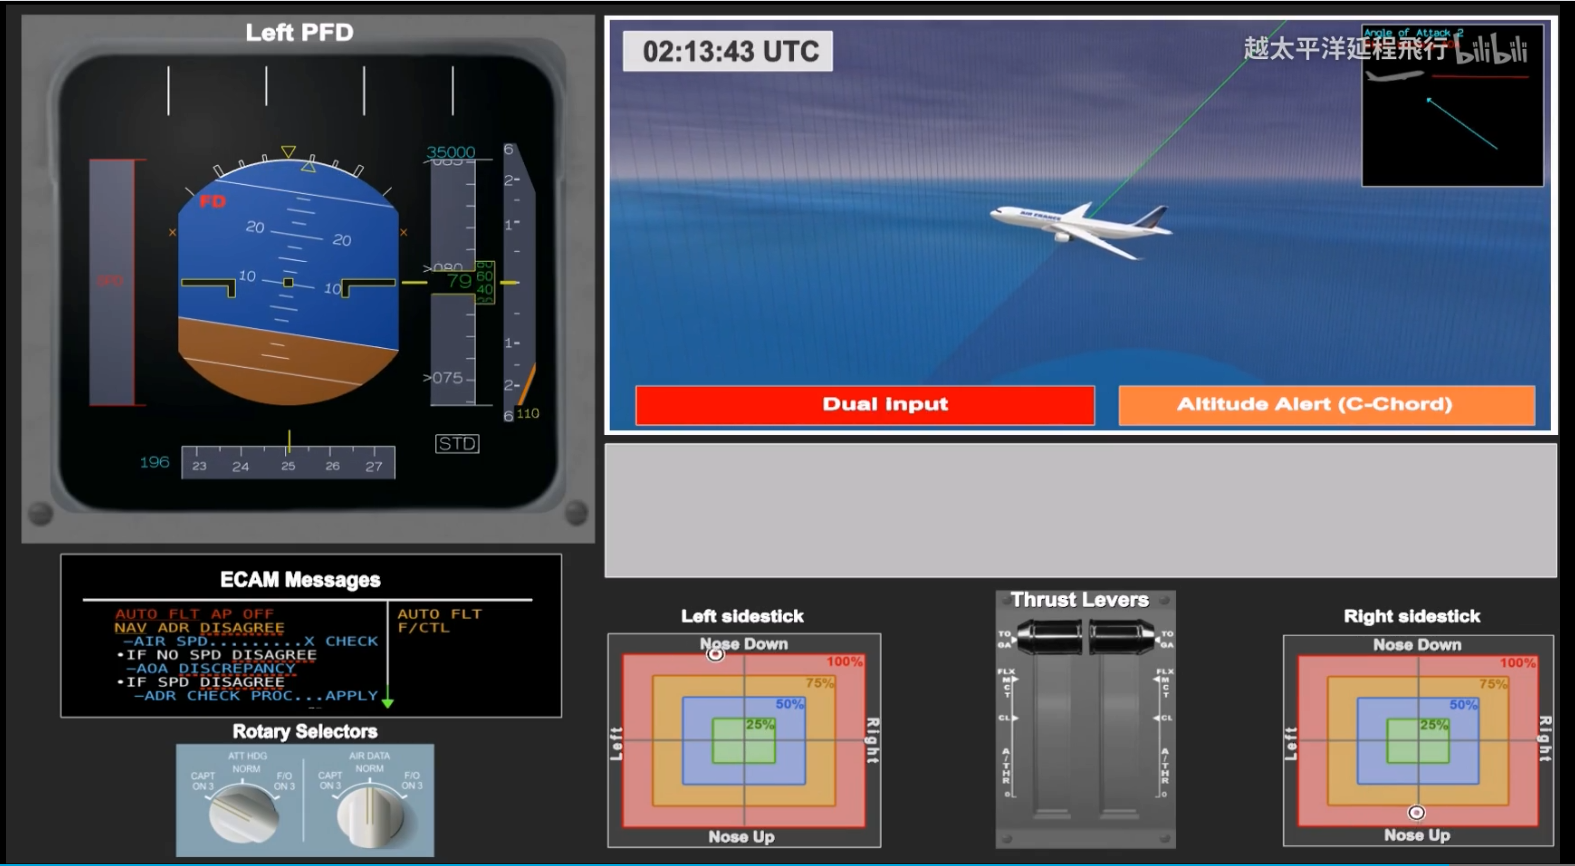 Left PFD
02:13:43 UTC
越太平洋延程飛行 bilibili
Angle of Attack 2
35000
6
2
1
FD
20 20
SPD
10 10
>080
79
80
60
40
1
>075
2
6 110
STD
196
23 24 25 26 27
Dual input
Altitude Alert (C-Chord)
ECAM Messages
AUTO FLT AP OFF
NAV ADR DISAGREE
-AIR SPD.........X CHECK
•IF NO SPD DISAGREE
-AOA DISCREPANCY
•IF SPD DISAGREE
-ADR CHECK PROC...APPLY
AUTO FLT
F/CTL
Rotary Selectors
ATT HDG
NORM
CAPT
ON 3
F/O
ON 3
AIR DATA
NORM
CAPT
ON 3
F/O
ON 3
Left sidestick
Nose Down
100%
75%
50%
25%
Left
Right
Nose Up
Thrust Levers
TO
GA
FLX
MCT
CL
A/THR
0
TO
GA
FLX
MCT
CL
A/THR
0
Right sidestick
Nose Down
100%
75%
50%
25%
Left
Right
Nose Up